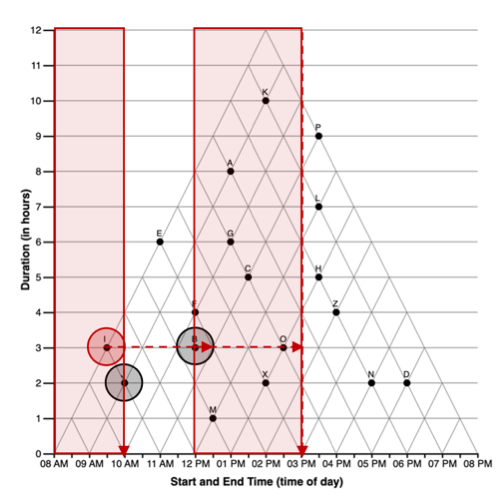 12
11
10
9
8
7
6
5
4
3
2
1
0
Duration (in hours)
K
P
A
L
E
G
C
H
F
Z
I
O
X
N
D
M
08 AM 09 AM 10 AM 11 AM 12 PM 01 PM 02 PM 03 PM 04 PM 05 PM 06 PM 07 PM 08 PM
Start and End Time (time of day)